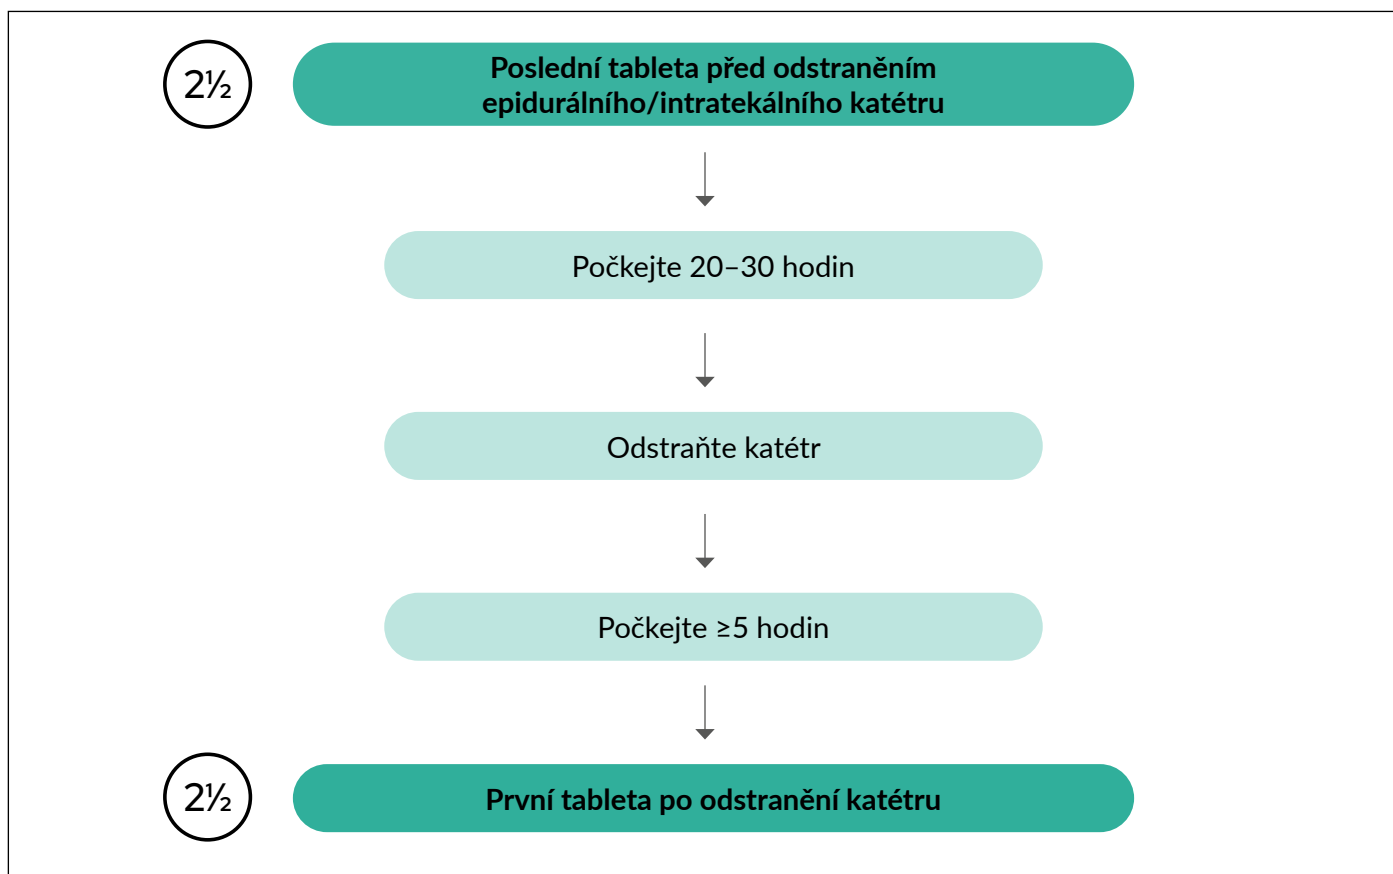 2½
Poslední tableta před odstraněním
epidurálního/intratekálního katétru
Počkejte 20–30 hodin
Odstraňte katétr
Počkejte ≥5 hodin
2½
První tableta po odstranění katétru